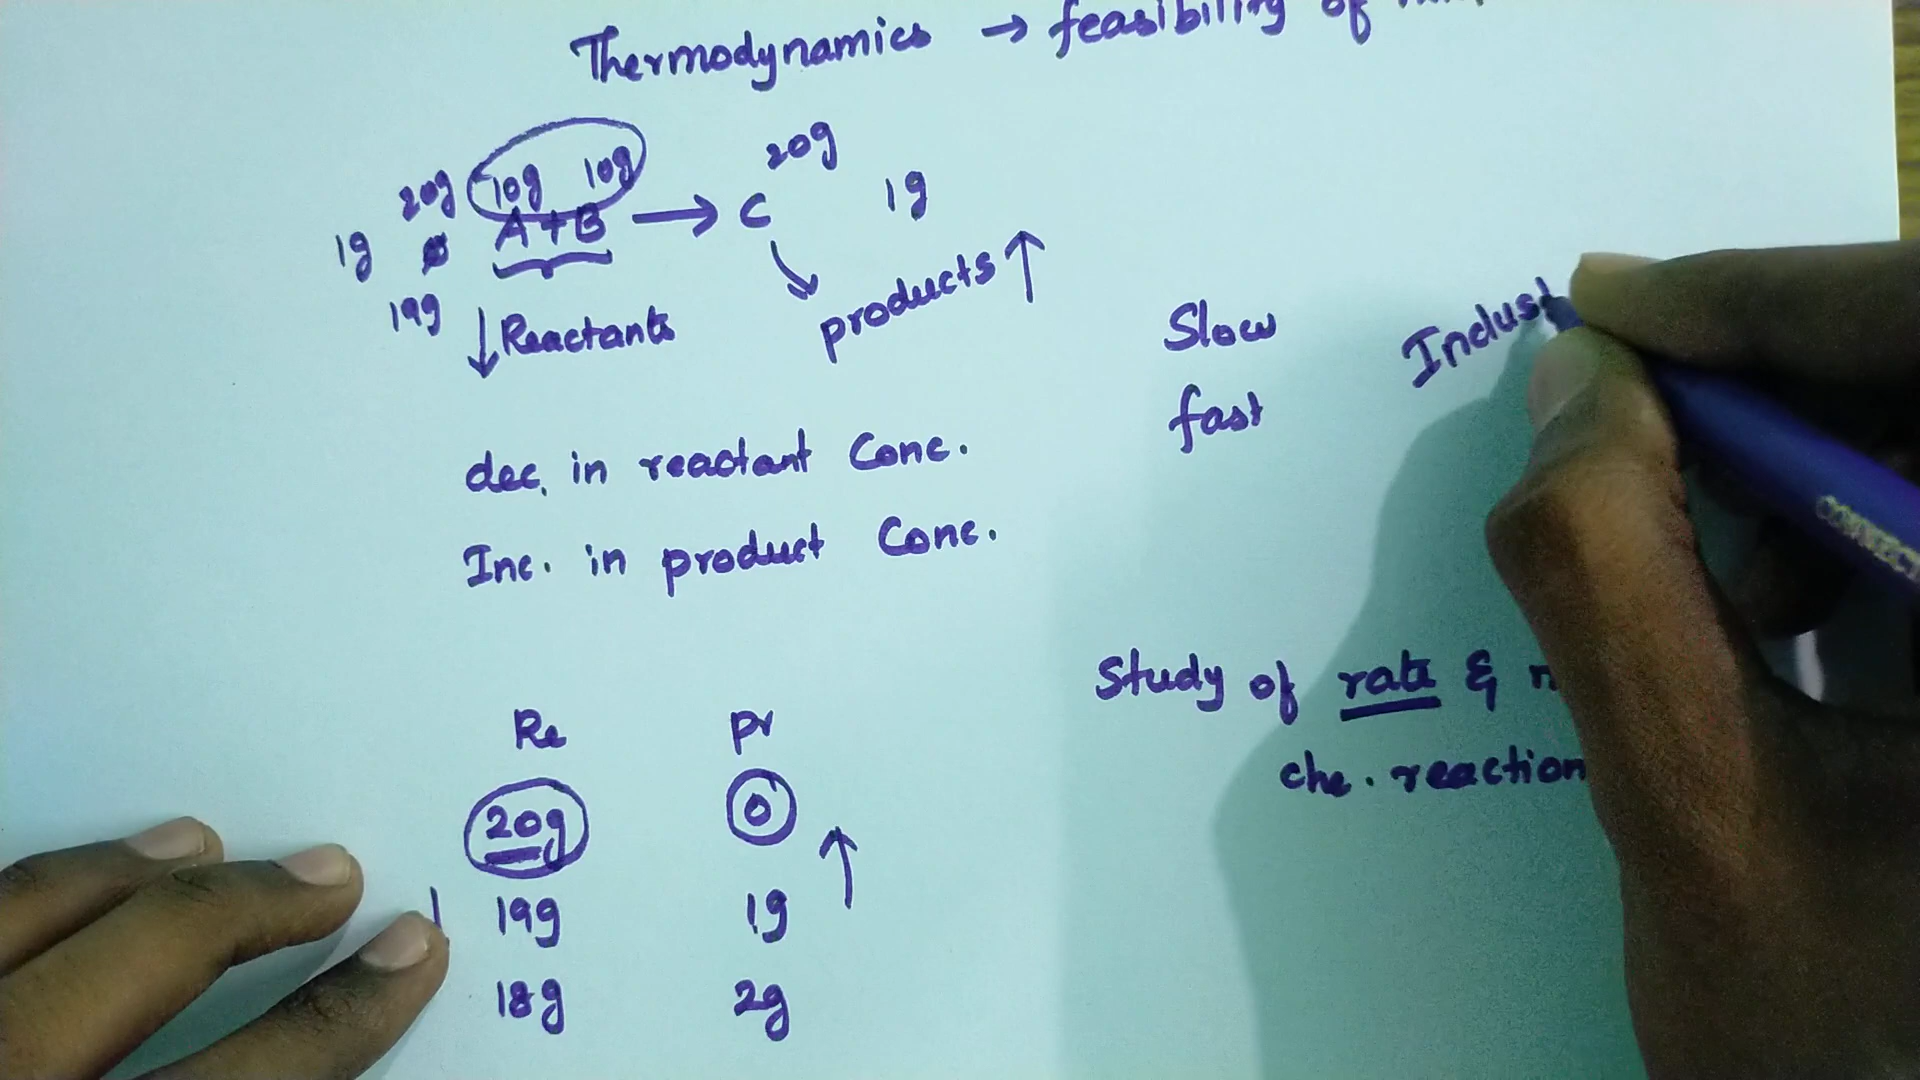 Thermodynamics → feasibility of
20g 10g 10g 20g
1g A+B → C 1g
19g ↓ Reactants products ↑
Slow
fast
Indust
dec. in reactant Conc.
Inc. in product Conc.
Study of rate &
che. reaction
Re Pr
20g 0
19g 1g ↑
18g 2g